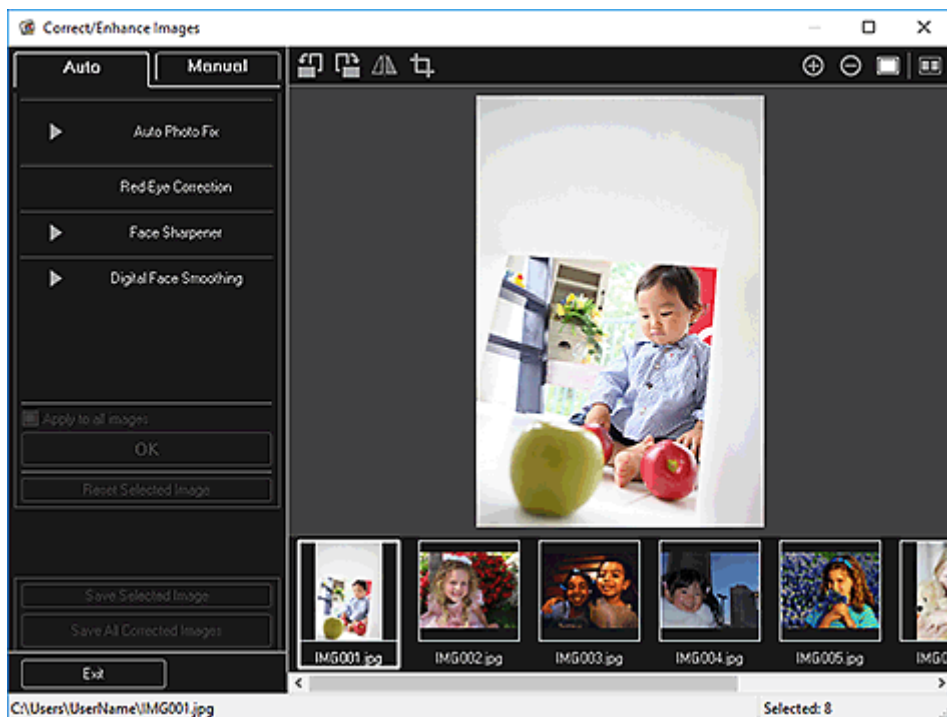 Correct/Enhance Images
Auto
Manual
Auto Photo Fix
Red-Eye Correction
Face Sharpener
Digital Face Smoothing
Apply to all images
OK
Reset Selected Image
Save Selected Image
Save All Corrected Images
Exit
IMG001.jpg
IMG002.jpg
IMG003.jpg
IMG004.jpg
IMG005.jpg
IMG0
C:\Users\UserName\IMG001.jpg
Selected: 8